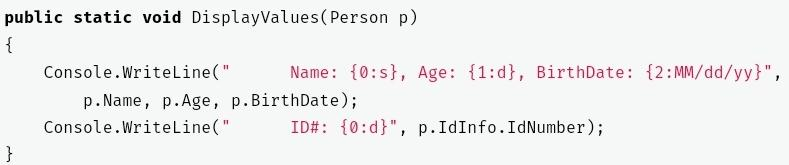 public static void DisplayValues(Person p)
{
    Console.WriteLine("      Name: {0:s}, Age: {1:d}, BirthDate: {2:MM/dd/yy}",
        p.Name, p.Age, p.BirthDate);
    Console.WriteLine("      ID#: {0:d}", p.IdInfo.IdNumber);
}